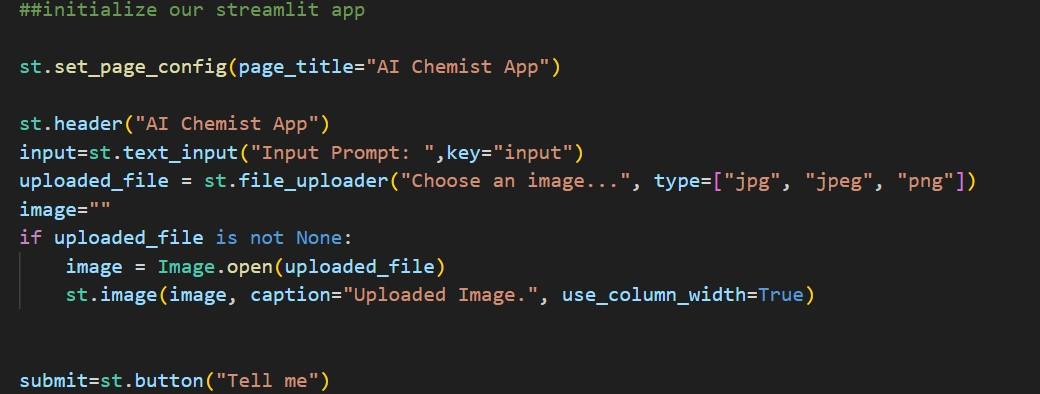 ##initialize our streamlit app
st.set_page_config(page_title="AI Chemist App")
st.header("AI Chemist App")
input=st.text_input("Input Prompt: ",key="input")
uploaded_file = st.file_uploader("Choose an image...", type=["jpg", "jpeg", "png"])
image=""
if uploaded_file is not None:
    image = Image.open(uploaded_file)
    st.image(image, caption="Uploaded Image.", use_column_width=True)
submit=st.button("Tell me")